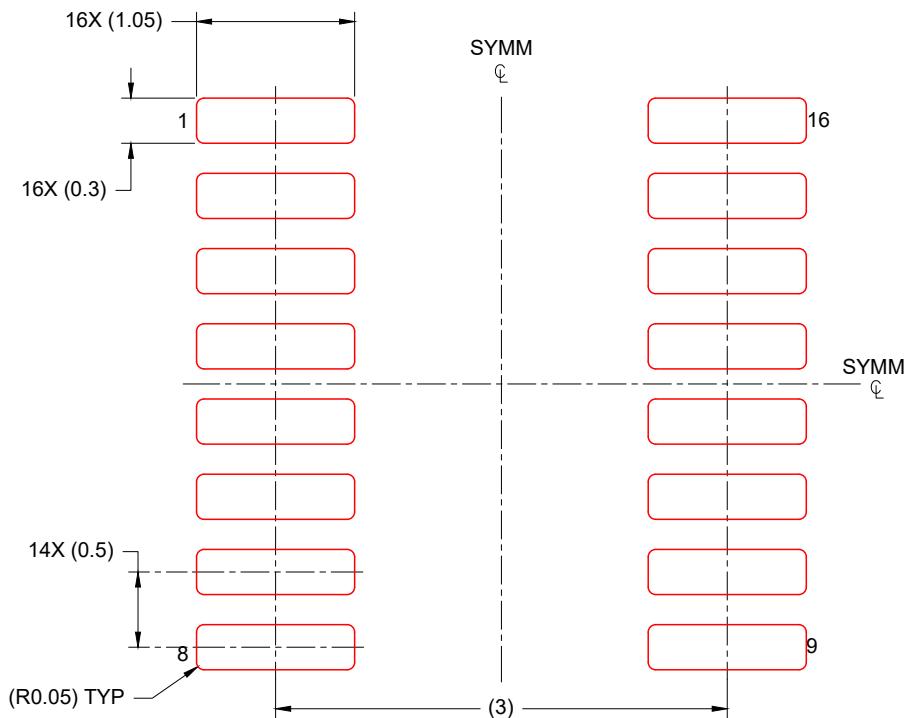 16X (1.05)
SYMM
℄
1
16
16X (0.3)
SYMM
℄
14X (0.5)
8
9
(R0.05) TYP
(3)